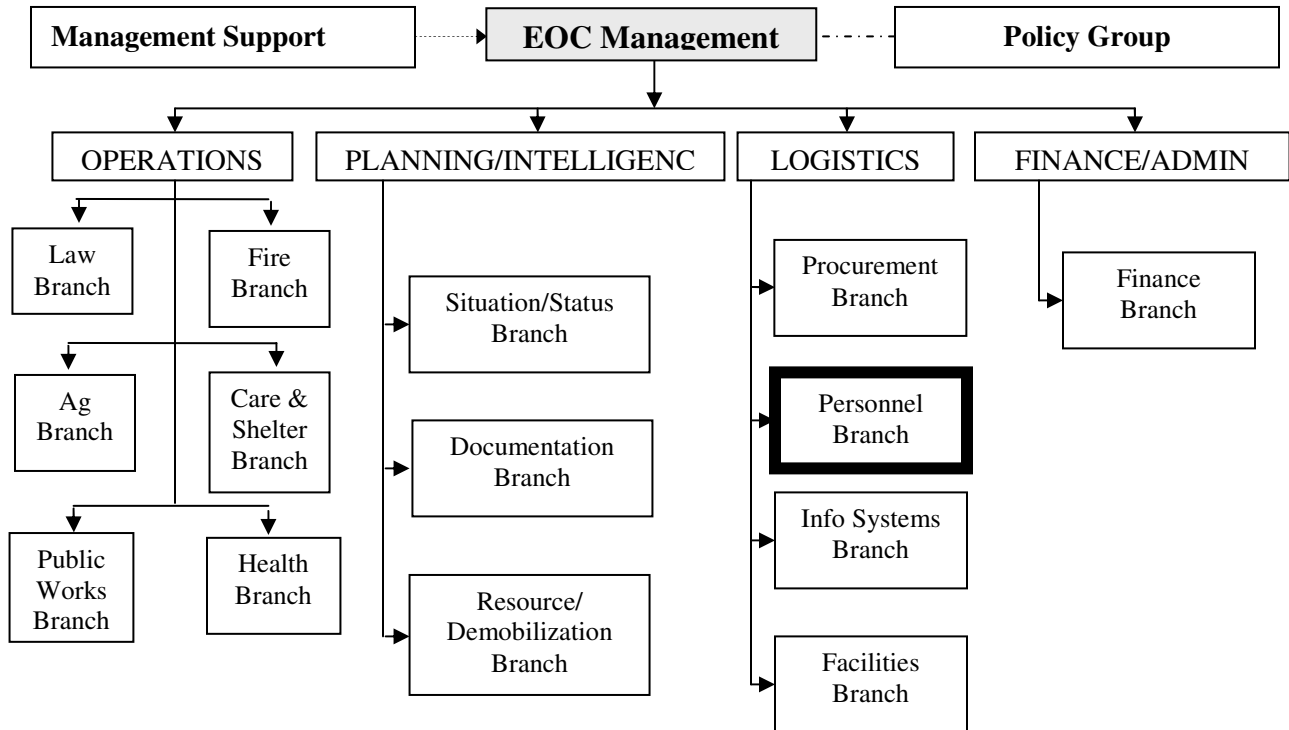 Management Support
EOC Management
Policy Group
OPERATIONS
PLANNING/INTELLIGENC
LOGISTICS
FINANCE/ADMIN
Law
Branch
Fire
Branch
Ag
Branch
Care &
Shelter
Branch
Public
Works
Branch
Health
Branch
Situation/Status
Branch
Documentation
Branch
Resource/
Demobilization
Branch
Procurement
Branch
Personnel
Branch
Info Systems
Branch
Facilities
Branch
Finance
Branch